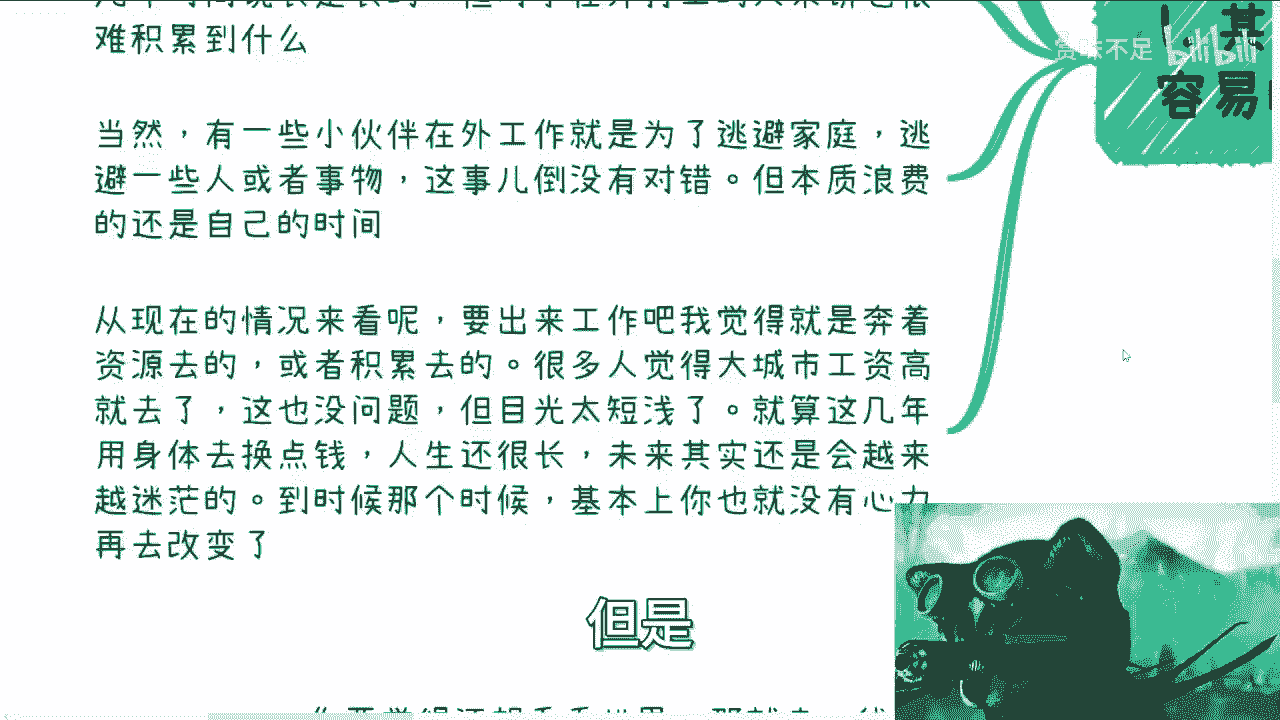 难积累到什么
当然，有一些小伙伴在外工作就是为了逃避家庭，逃
避一些人或者事物，这事儿倒没有对错。但本质浪费
的还是自己的时间
从现在的情况来看呢，要出来工作吧我觉得就是奔着
资源去的，或者积累去的。很多人觉得大城市工资高
就去了，这也没问题，但目光太短浅了。就算这几年
用身体去换点钱，人生还很长，未来其实还是会越来
越迷茫的。到时候那个时候，基本上你也就没有心力
再去改变了
其
容易
赏味不足 bilibili
但是